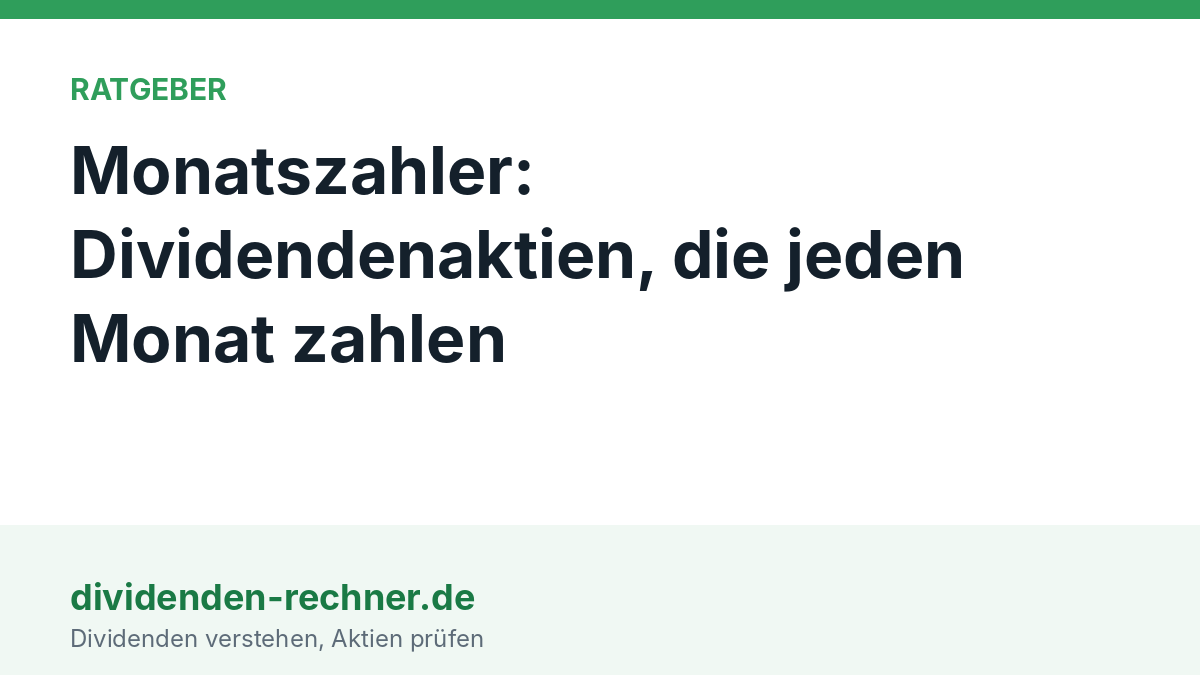 RATGEBER
Monatszahler:
Dividendenaktien, die jeden
Monat zahlen
dividenden-rechner.de
Dividenden verstehen, Aktien prüfen